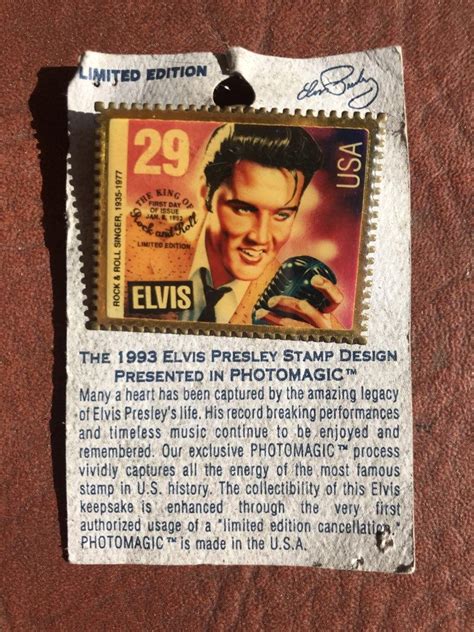 LIMITED EDITION
Elvis Presley
29
USA
ROCK & ROLL SINGER, 1935-1977
THE KING OF
FIRST DAY
OF ISSUE
JAN. 8, 1993
Rock and Roll
LIMITED EDITION
ELVIS
THE 1993 ELVIS PRESLEY STAMP DESIGN
PRESENTED IN PHOTOMAGIC™
Many a heart has been captured by the amazing legacy
of Elvis Presley's life. His record breaking performances
and timeless music continue to be enjoyed and
remembered. Our exclusive PHOTOMAGIC™ process
vividly captures all the energy of the most famous
stamp in U.S. history. The collectibility of this Elvis
keepsake is enhanced through the very first
authorized usage of a "limited edition cancellation."
PHOTOMAGIC™ is made in the U.S.A.